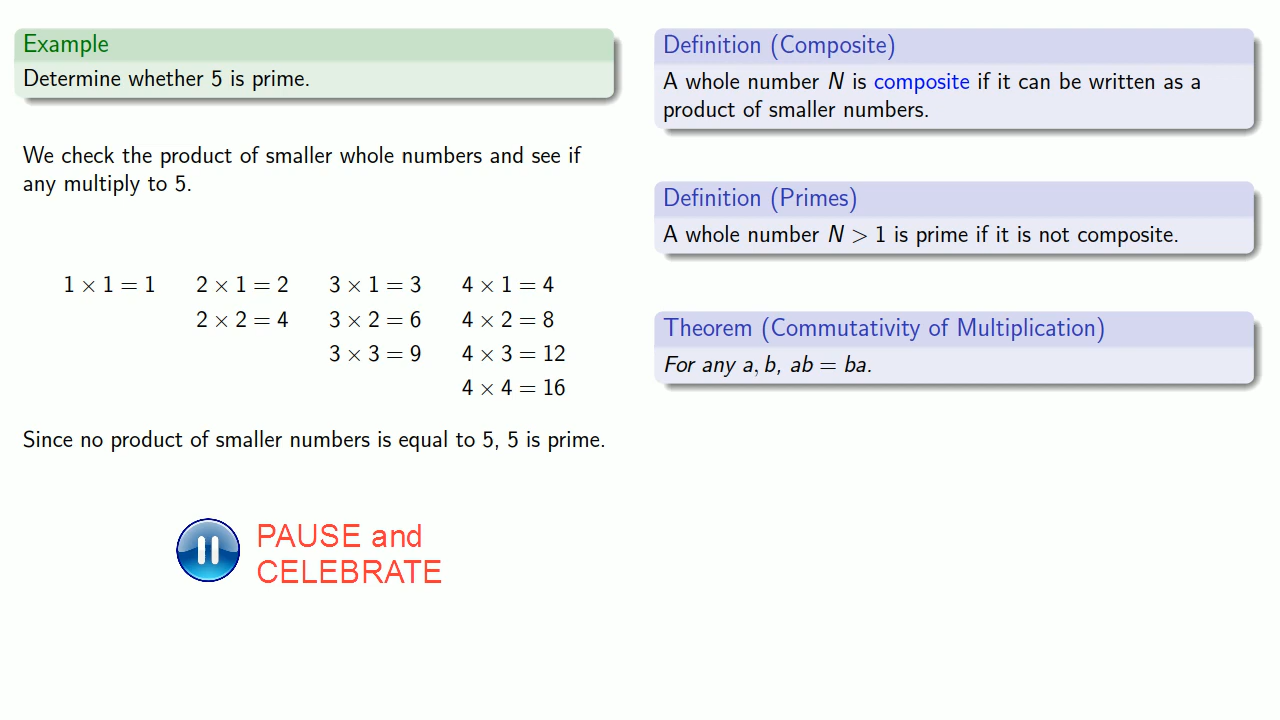 Example
Determine whether 5 is prime.
We check the product of smaller whole numbers and see if
any multiply to 5.
1 × 1 = 1 2 × 1 = 2 3 × 1 = 3 4 × 1 = 4
2 × 2 = 4 3 × 2 = 6 4 × 2 = 8
3 × 3 = 9 4 × 3 = 12
4 × 4 = 16
Since no product of smaller numbers is equal to 5, 5 is prime.
PAUSE and
CELEBRATE
Definition (Composite)
A whole number N is composite if it can be written as a
product of smaller numbers.
Definition (Primes)
A whole number N > 1 is prime if it is not composite.
Theorem (Commutativity of Multiplication)
For any a, b, ab = ba.